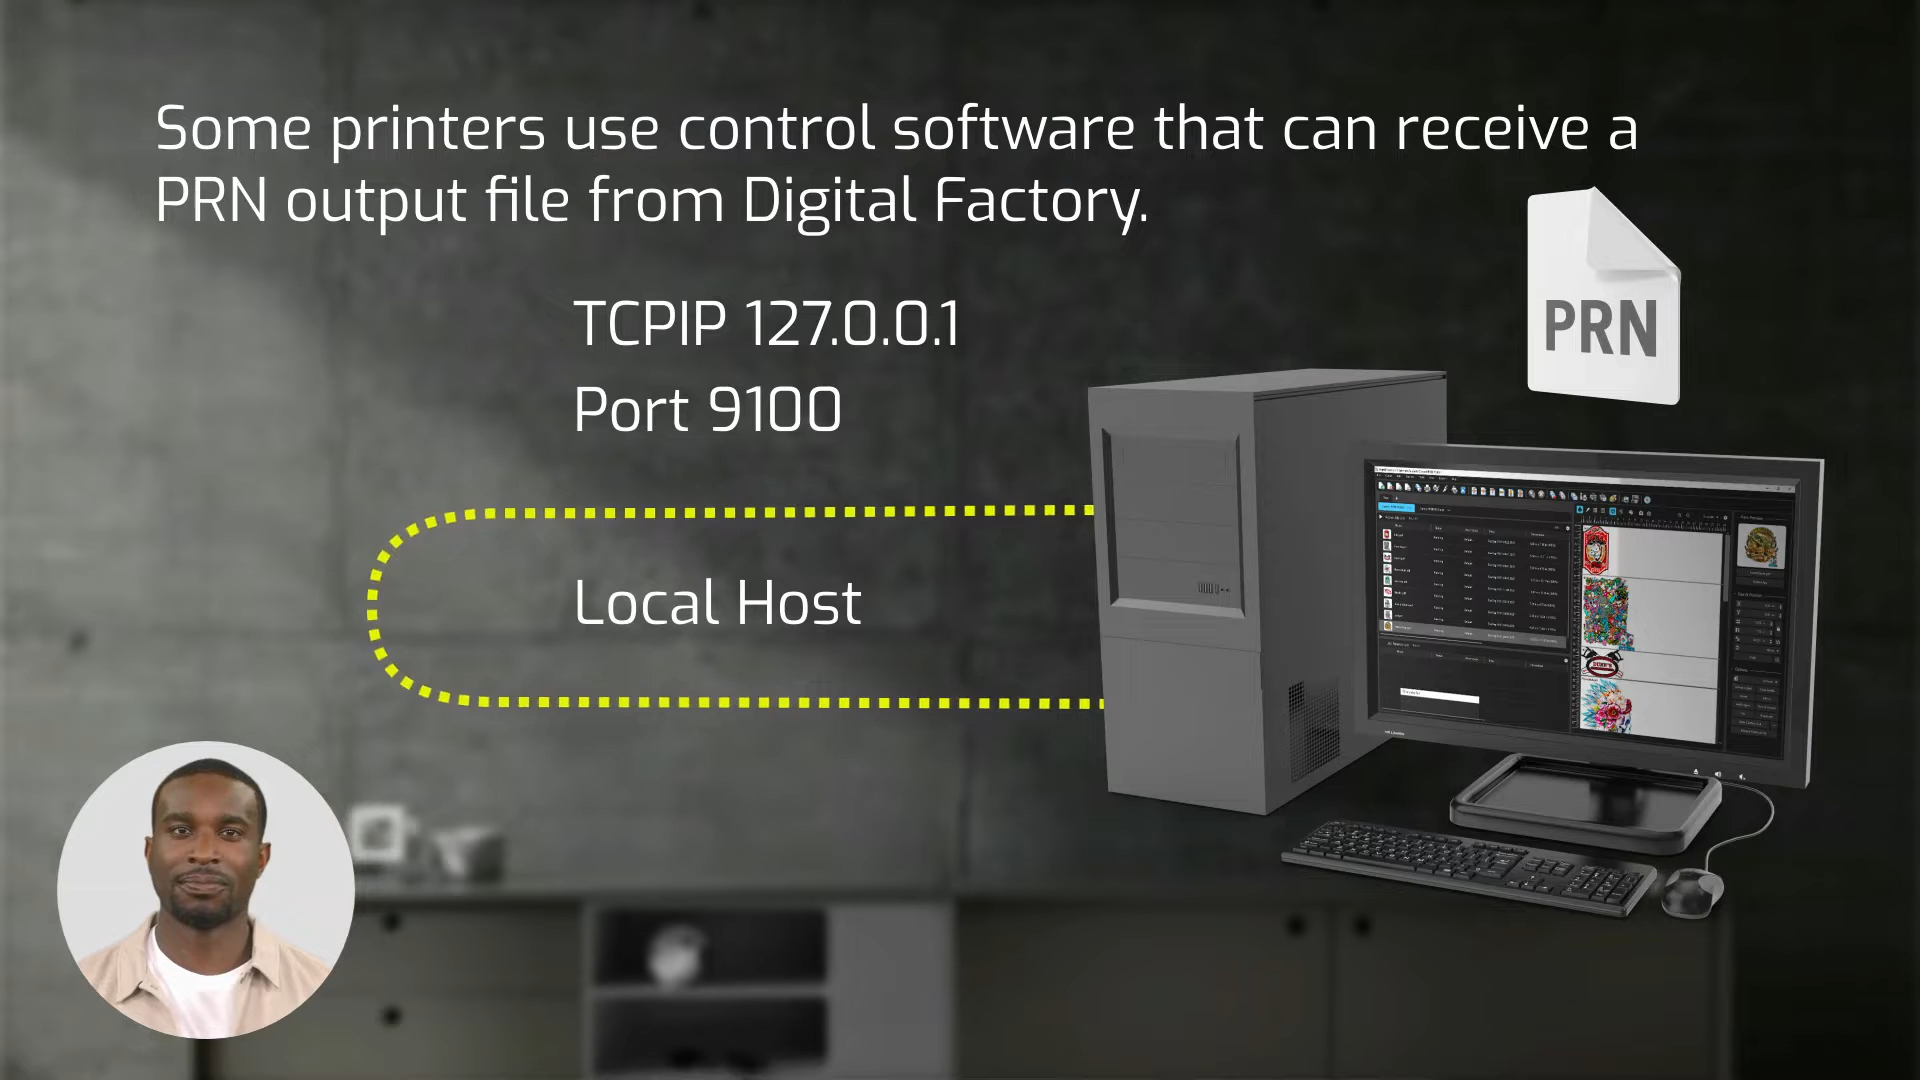 Some printers use control software that can receive a
PRN output file from Digital Factory.
PRN
TCPIP 127.0.0.1
Port 9100
Local Host